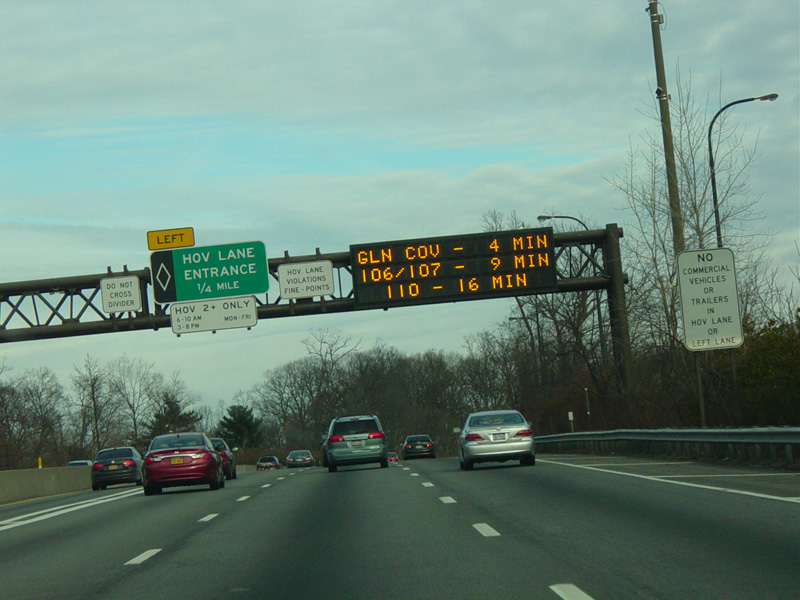 LEFT
DO NOT
CROSS
DIVIDER
HOV LANE
ENTRANCE
1/4 MILE
HOV 2+ ONLY
6-10 AM MON-FRI
3-8 PM
HOV LANE
VIOLATIONS
FINE-POINTS
GLN COV - 4 MIN
106/107 - 9 MIN
110 - 16 MIN
NO
COMMERCIAL
VEHICLES
OR
TRAILERS
IN
HOV LANE
OR
LEFT LANE